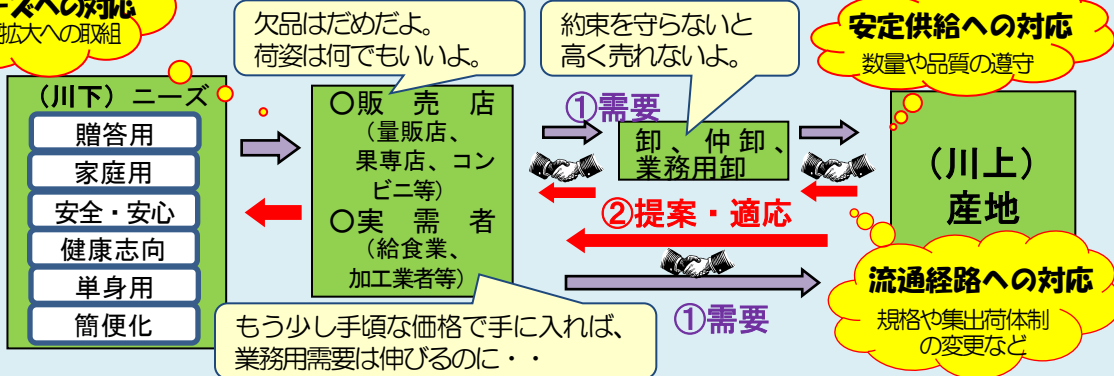 ーズへの対応
拡大への取組
欠品はだめだよ。
荷姿は何でもいいよ。
約束を守らないと
高く売れないよ。
安定供給への対応
数量や品質の遵守
(川下)ニーズ
贈答用
家庭用
安全・安心
健康志向
単身用
簡便化
〇販売店
(量販店、
果専店、コン
ビニ等)
〇実需者
(給食業、
加工業者等)
①需要
卸、仲卸、
業務用卸
②提案・適応
①需要
(川上)
産地
流通経路への対応
規格や集出荷体制
の変更など
もう少し手頃な価格で手に入れば、
業務用需要は伸びるのに・・